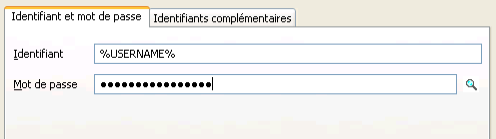 Identifiant et mot de passe
Identifiants complémentaires
Identifiant
%USERNAME%
Mot de passe
●●●●●●●●●●●●●●●●